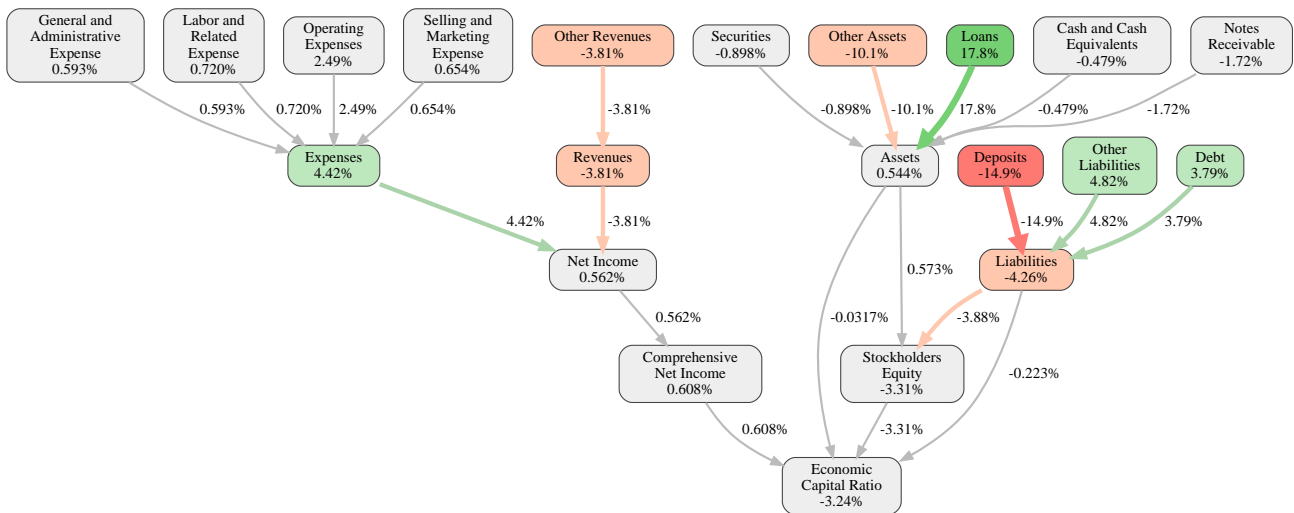 General and
Administrative
Expense
0.593%
Labor and
Related
Expense
0.720%
Operating
Expenses
2.49%
Selling and
Marketing
Expense
0.654%
Other Revenues
-3.81%
Securities
-0.898%
Other Assets
-10.1%
Loans
17.8%
Cash and Cash
Equivalents
-0.479%
Notes
Receivable
-1.72%
0.593%
0.720%
2.49%
0.654%
-3.81%
-0.898%
-10.1%
17.8%
-0.479%
-1.72%
Expenses
4.42%
Revenues
-3.81%
Assets
0.544%
Deposits
-14.9%
Other
Liabilities
4.82%
Debt
3.79%
4.42%
-3.81%
-14.9%
4.82%
3.79%
Net Income
0.562%
0.573%
Liabilities
-4.26%
0.562%
-0.0317%
-3.88%
Comprehensive
Net Income
0.608%
Stockholders
Equity
-3.31%
-0.223%
0.608%
-3.31%
Economic
Capital Ratio
-3.24%